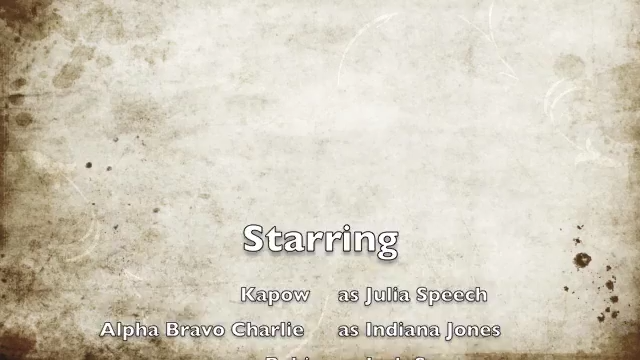 Starring
Kapow as Julia Speech
Alpha Bravo Charlie as Indiana Jones